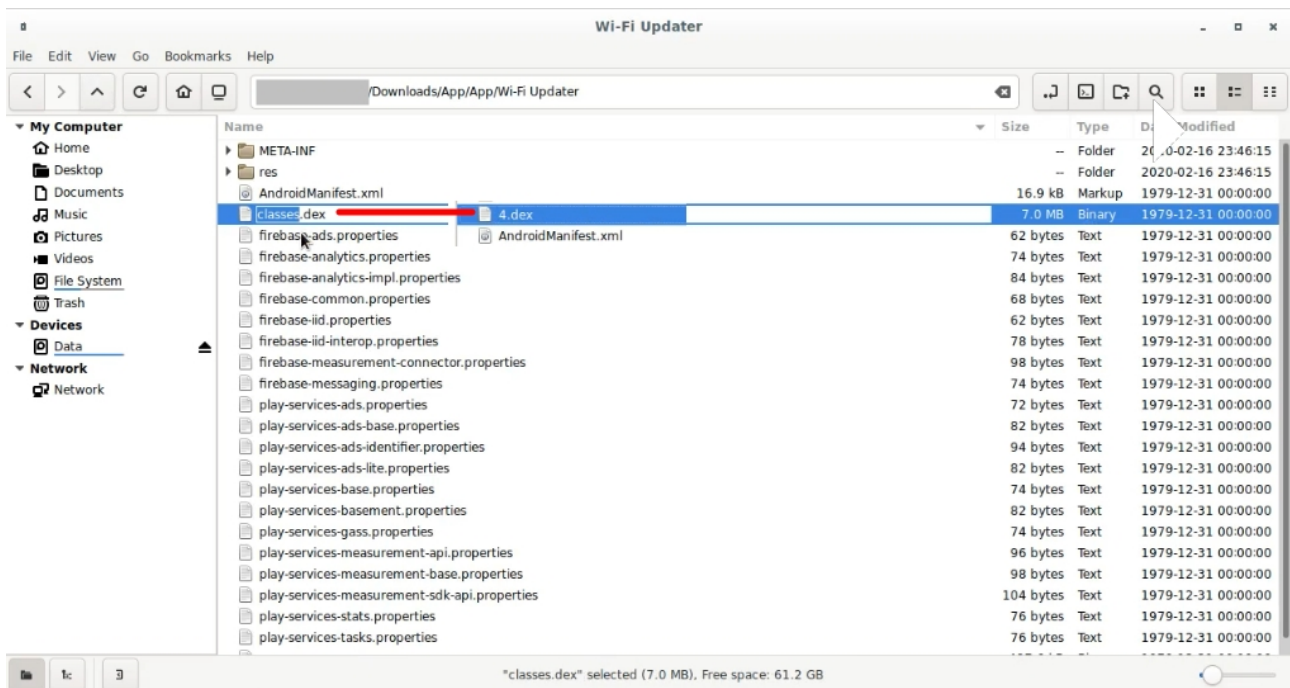 Wi-Fi Updater
File Edit View Go Bookmarks Help
/Downloads/App/App/Wi-Fi Updater
My Computer
Home
Desktop
Documents
Music
Pictures
Videos
File System
Trash
Devices
Data
Network
Network
Name Size Type Modified
META-INF -- Folder 2020-02-16 23:46:15
res -- Folder 2020-02-16 23:46:15
AndroidManifest.xml 16.9 kB Markup 1979-12-31 00:00:00
classes.dex 4.dex 7.0 MB Binary 1979-12-31 00:00:00
firebase-ads.properties AndroidManifest.xml 62 bytes Text 1979-12-31 00:00:00
firebase-analytics.properties 74 bytes Text 1979-12-31 00:00:00
firebase-analytics-impl.properties 84 bytes Text 1979-12-31 00:00:00
firebase-common.properties 68 bytes Text 1979-12-31 00:00:00
firebase-iid.properties 62 bytes Text 1979-12-31 00:00:00
firebase-iid-interop.properties 78 bytes Text 1979-12-31 00:00:00
firebase-measurement-connector.properties 98 bytes Text 1979-12-31 00:00:00
firebase-messaging.properties 74 bytes Text 1979-12-31 00:00:00
play-services-ads.properties 72 bytes Text 1979-12-31 00:00:00
play-services-ads-base.properties 82 bytes Text 1979-12-31 00:00:00
play-services-ads-identifier.properties 94 bytes Text 1979-12-31 00:00:00
play-services-ads-lite.properties 82 bytes Text 1979-12-31 00:00:00
play-services-base.properties 74 bytes Text 1979-12-31 00:00:00
play-services-basement.properties 82 bytes Text 1979-12-31 00:00:00
play-services-gass.properties 74 bytes Text 1979-12-31 00:00:00
play-services-measurement-api.properties 96 bytes Text 1979-12-31 00:00:00
play-services-measurement-base.properties 98 bytes Text 1979-12-31 00:00:00
play-services-measurement-sdk-api.properties 104 bytes Text 1979-12-31 00:00:00
play-services-stats.properties 76 bytes Text 1979-12-31 00:00:00
play-services-tasks.properties 76 bytes Text 1979-12-31 00:00:00
"classes.dex" selected (7.0 MB), Free space: 61.2 GB